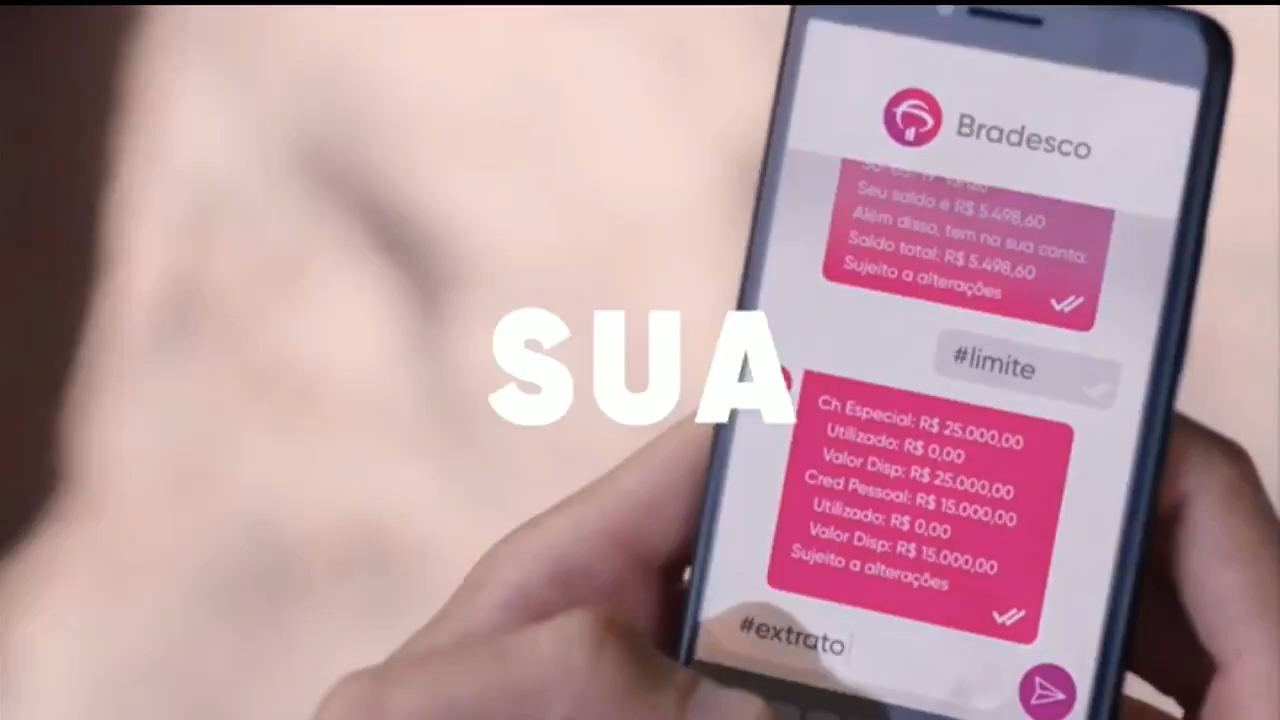 Bradesco
Seu saldo é R$ 5.498,60
Além disso, tem na sua conta:
Saldo total: R$ 5.498,60
Sujeito a alterações
#limite
SUA
Ch Especial: R$ 25.000,00
Utilizado: R$ 0,00
Valor Disp: R$ 25.000,00
Cred Pessoal: R$ 15.000,00
Utilizado: R$ 0,00
Valor Disp: R$ 15.000,00
Sujeito a alterações
#extrato